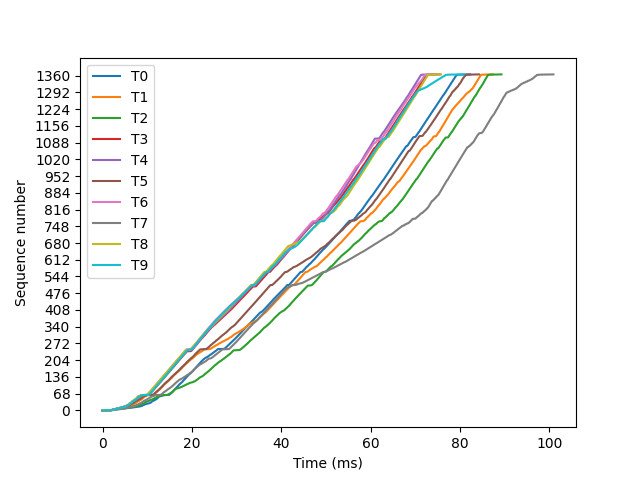 1360
1292
1224
1156
1088
1020
952
884
816
748
680
612
544
476
408
340
272
204
136
68
0
Sequence number
T0
T1
T2
T3
T4
T5
T6
T7
T8
T9
0 20 40 60 80 100
Time (ms)